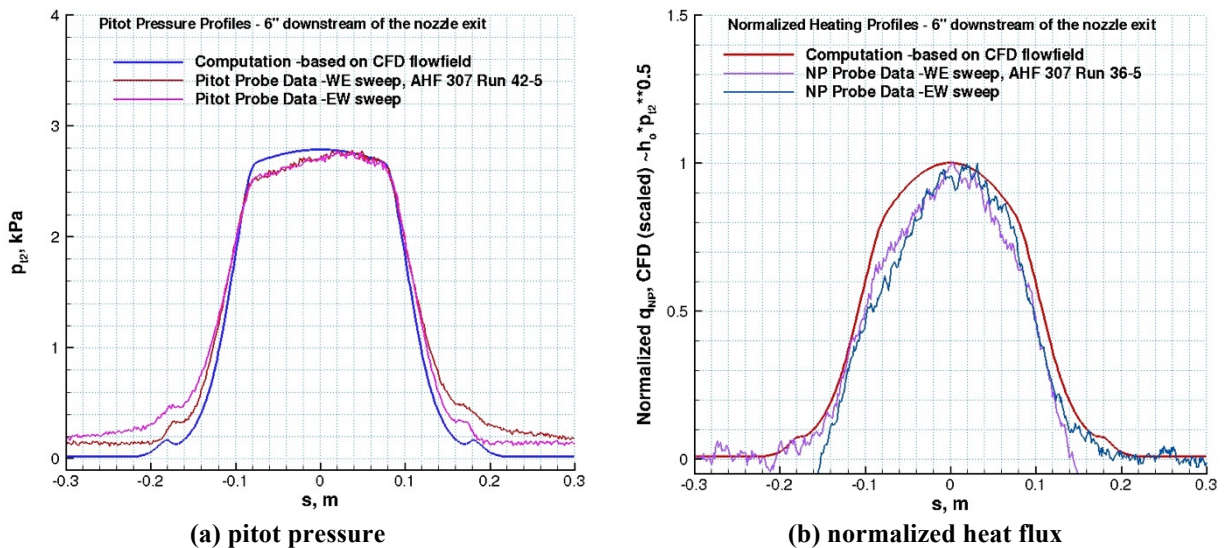 Pitot Pressure Profiles - 6" downstream of the nozzle exit
Computation -based on CFD flowfield
Pitot Probe Data -WE sweep, AHF 307 Run 42-5
Pitot Probe Data -EW sweep
4
3
2
1
0
p_t2, kPa
-0.3 -0.2 -0.1 0 0.1 0.2 0.3
s, m
(a) pitot pressure
Normalized Heating Profiles - 6" downstream of the nozzle exit
Computation -based on CFD flowfield
NP Probe Data -WE sweep, AHF 307 Run 36-5
NP Probe Data -EW sweep
1.5
1
0.5
0
Normalized q_NP, CFD (scaled) ~h_o*p_t2**0.5
-0.3 -0.2 -0.1 0 0.1 0.2 0.3
s, m
(b) normalized heat flux